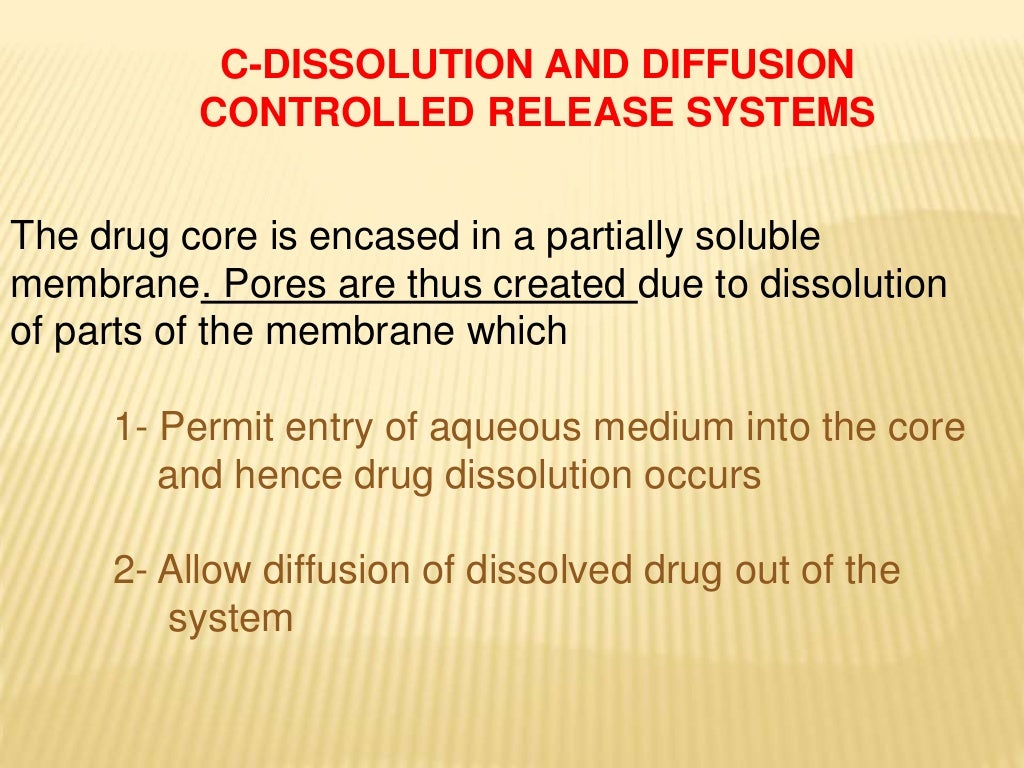 C-DISSOLUTION AND DIFFUSION
CONTROLLED RELEASE SYSTEMS
The drug core is encased in a partially soluble
membrane. Pores are thus created due to dissolution
of parts of the membrane which
1- Permit entry of aqueous medium into the core
and hence drug dissolution occurs
2- Allow diffusion of dissolved drug out of the
system